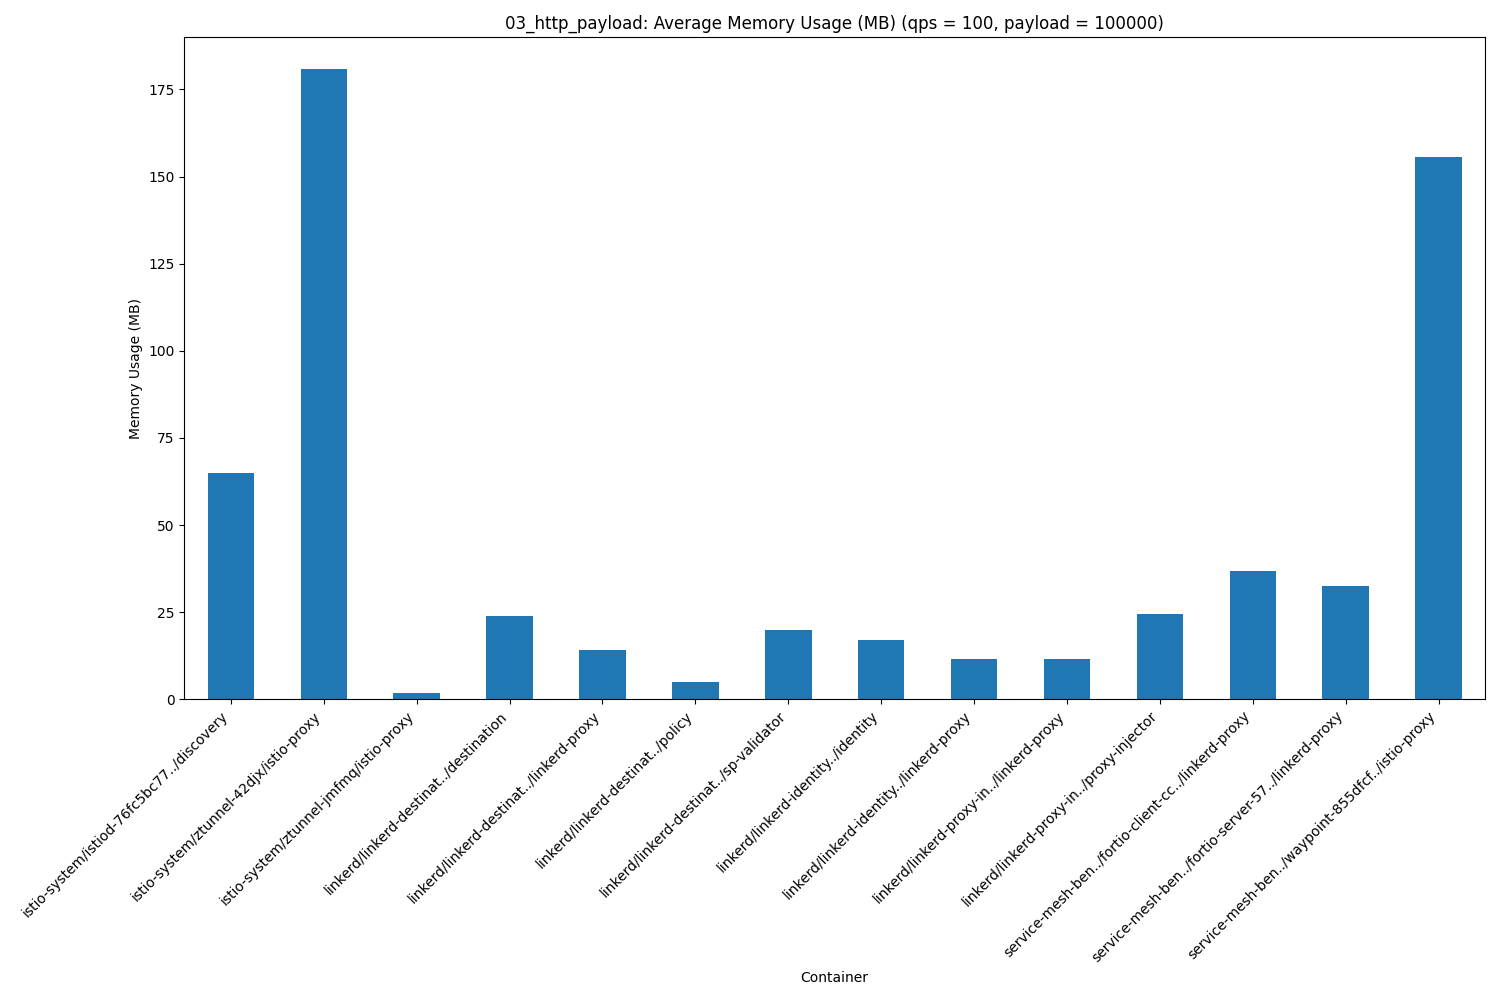 03_http_payload: Average Memory Usage (MB) (qps = 100, payload = 100000)
Memory Usage (MB)
175
150
125
100
75
50
25
0
istio-system/istiod-76fc5bc77../discovery
istio-system/ztunnel-42djx/istio-proxy
istio-system/ztunnel-jmfmq/istio-proxy
linkerd/linkerd-destinat../destination
linkerd/linkerd-destinat../linkerd-proxy
linkerd/linkerd-destinat../policy
linkerd/linkerd-destinat../sp-validator
linkerd/linkerd-identity../identity
linkerd/linkerd-identity../linkerd-proxy
linkerd/linkerd-proxy-in../linkerd-proxy
linkerd/linkerd-proxy-in../proxy-injector
service-mesh-ben../fortio-client-cc../linkerd-proxy
service-mesh-ben../fortio-server-57../linkerd-proxy
service-mesh-ben../waypoint-855dfcf../istio-proxy
Container